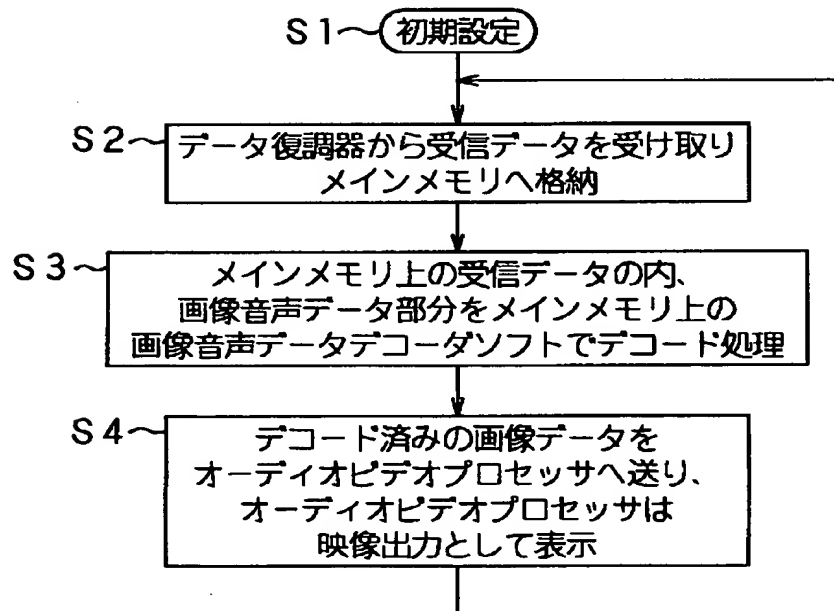 S1 初期設定
S2 データ復調器から受信データを受け取り
メインメモリへ格納
S3 メインメモリ上の受信データの内、
画像音声データ部分をメインメモリ上の
画像音声データデコーダソフトでデコード処理
S4 デコード済みの画像データを
オーディオビデオプロセッサへ送り、
オーディオビデオプロセッサは
映像出力として表示